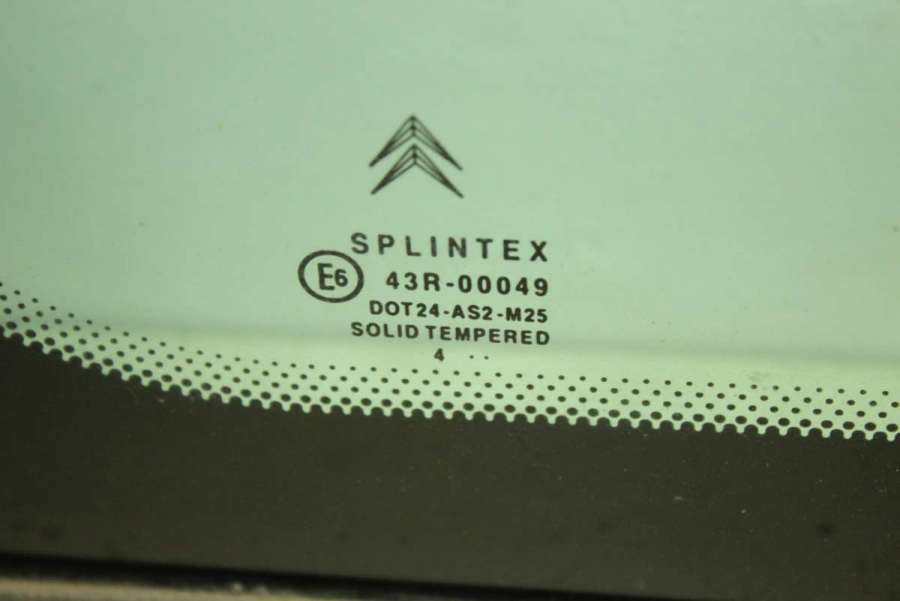 SPLINTEX
E6 43R-00049
DOT24-AS2-M25
SOLID TEMPERED
4 ..